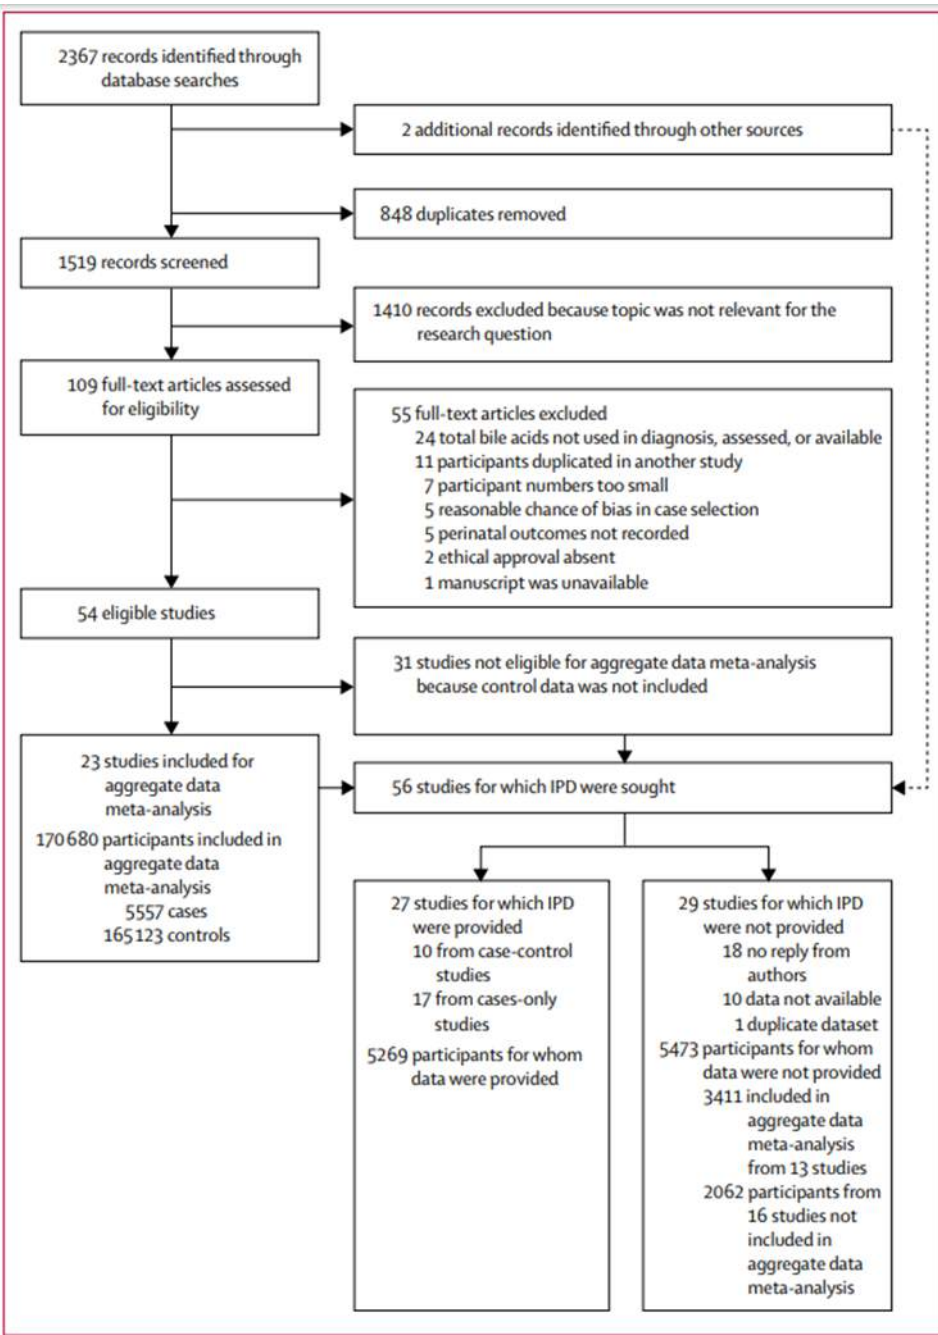 2367 records identified through
database searches
2 additional records identified through other sources
848 duplicates removed
1519 records screened
1410 records excluded because topic was not relevant for the
research question
109 full-text articles assessed
for eligibility
55 full-text articles excluded
24 total bile acids not used in diagnosis, assessed, or available
11 participants duplicated in another study
7 participant numbers too small
5 reasonable chance of bias in case selection
5 perinatal outcomes not recorded
2 ethical approval absent
1 manuscript was unavailable
54 eligible studies
31 studies not eligible for aggregate data meta-analysis
because control data was not included
23 studies included for
aggregate data
meta-analysis
170 680 participants included in
aggregate data
meta-analysis
5557 cases
165 123 controls
56 studies for which IPD were sought
27 studies for which IPD
were provided
10 from case-control
studies
17 from cases-only
studies
5269 participants for whom
data were provided
29 studies for which IPD
were not provided
18 no reply from
authors
10 data not available
1 duplicate dataset
5473 participants for whom
data were not provided
3411 included in
aggregate data
meta-analysis
from 13 studies
2062 participants from
16 studies not
included in
aggregate data
meta-analysis